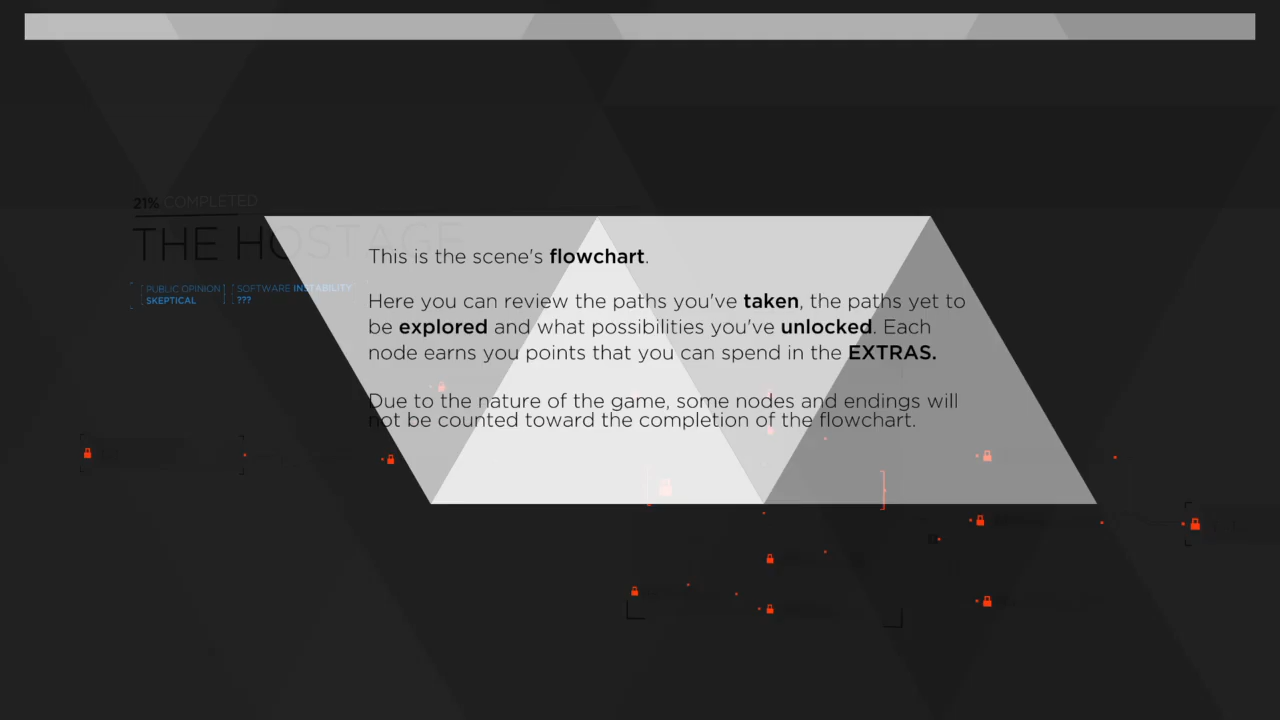 21% COMPLETED
THE HOSTAGE
PUBLIC OPINION
SKEPTICAL
SOFTWARE INSTABILITY
???
This is the scene's flowchart.
Here you can review the paths you've taken, the paths yet to
be explored and what possibilities you've unlocked. Each
node earns you points that you can spend in the EXTRAS.
Due to the nature of the game, some nodes and endings will
not be counted toward the completion of the flowchart.